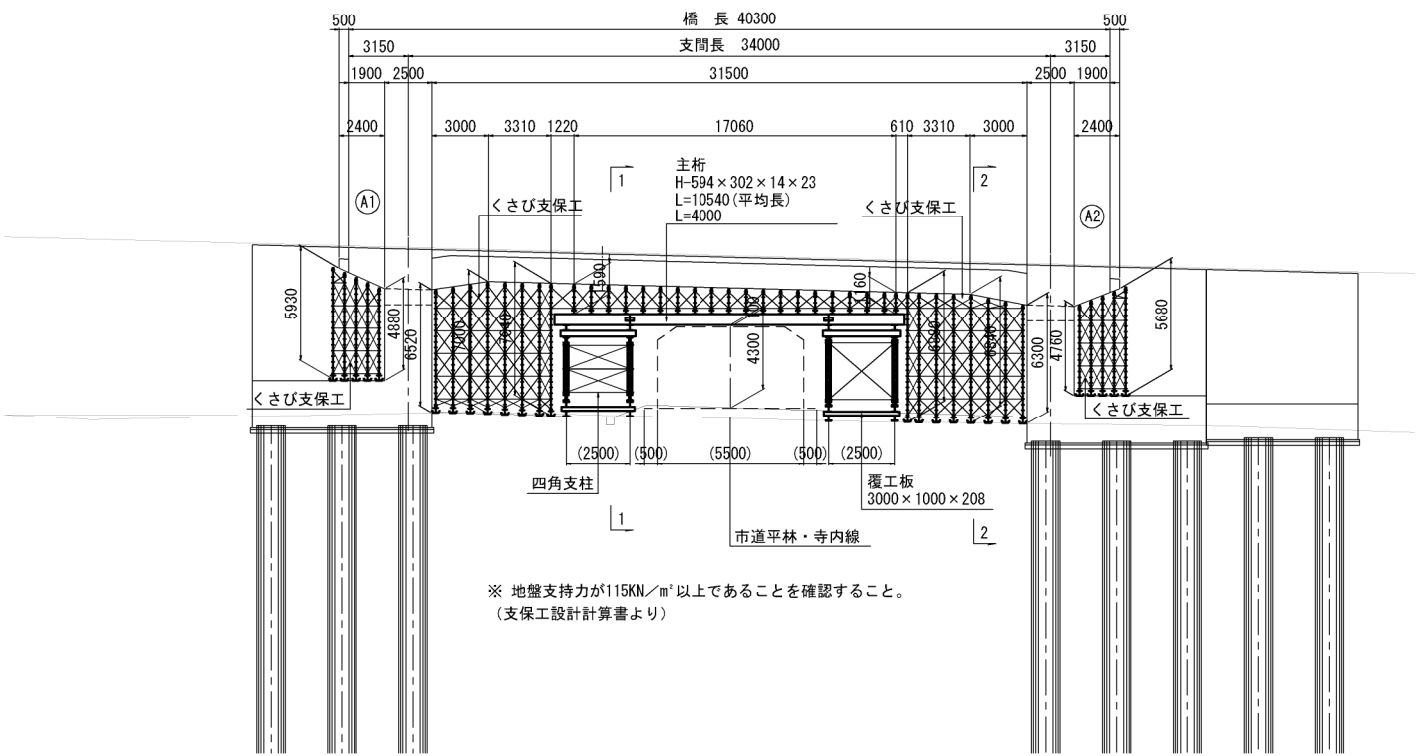 500 橋 長 40300 500
3150 支間長 34000 3150
1900 2500 31500 2500 1900
2400 3000 3310 1220 17060 610 3310 3000 2400
主桁
H-594×302×14×23
L=10540(平均長)
L=4000
1 2
A1 くさび支保工 くさび支保工 A2
5930 4880 6520 1160 4300 6300 4760 5680
くさび支保工 くさび支保工
(2500) (500) (5500) (500) (2500)
四角支柱
覆工板
3000×1000×208
1 2
市道平林・寺内線
※ 地盤支持力が115KN/㎡以上であることを確認すること。
(支保工設計計算書より)